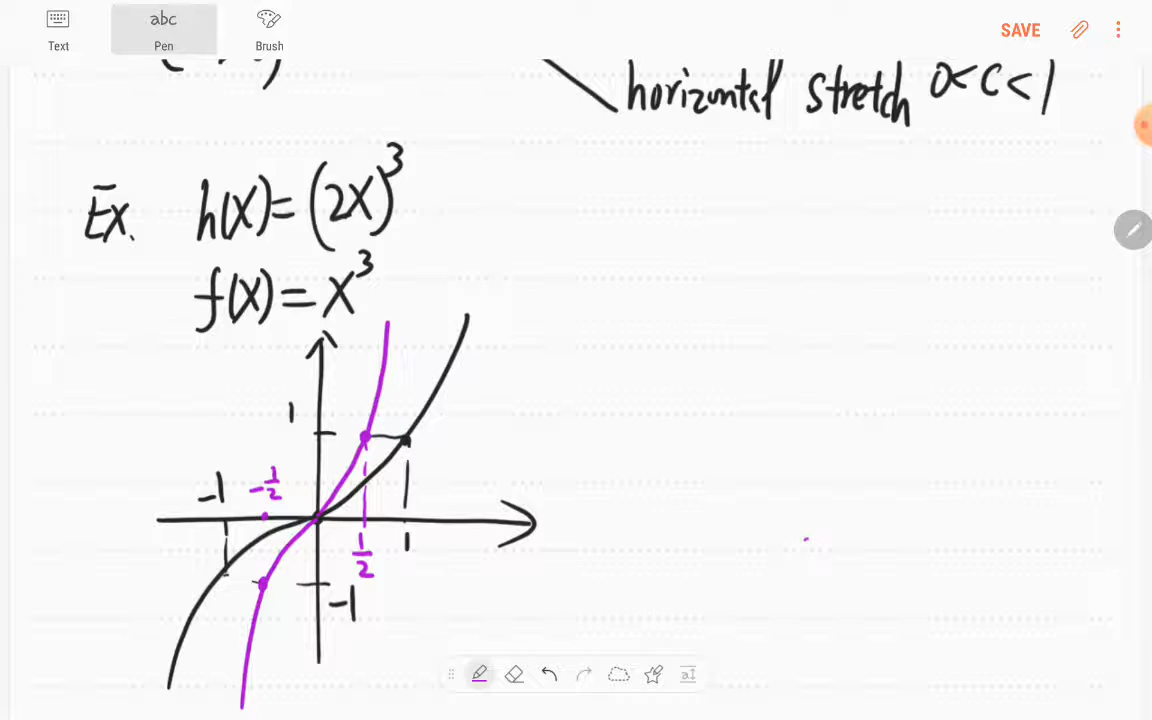 Text
abc
Pen
Brush
SAVE
horizontal stretch 0<c<1
Ex. h(x)=(2x)³
f(x)=x³
1
-1
-1/2
1
1/2
-1